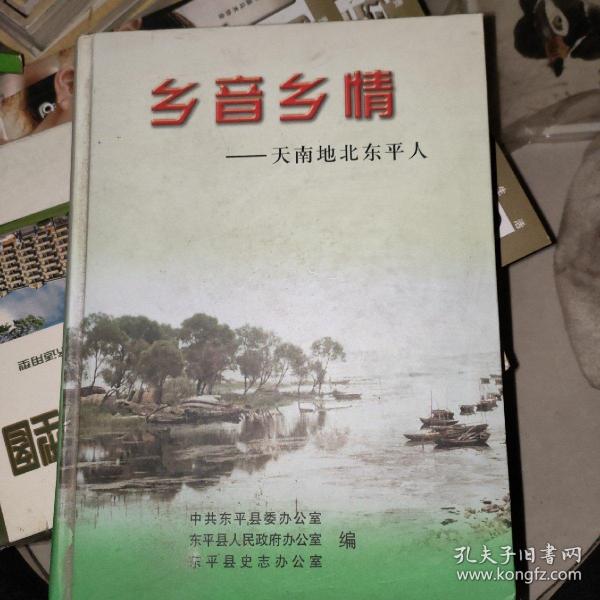 乡音乡情
——天南地北东平人
中共东平县委办公室
东平县人民政府办公室
东平县史志办公室
编
孔夫子旧书网
www.kongfz.com